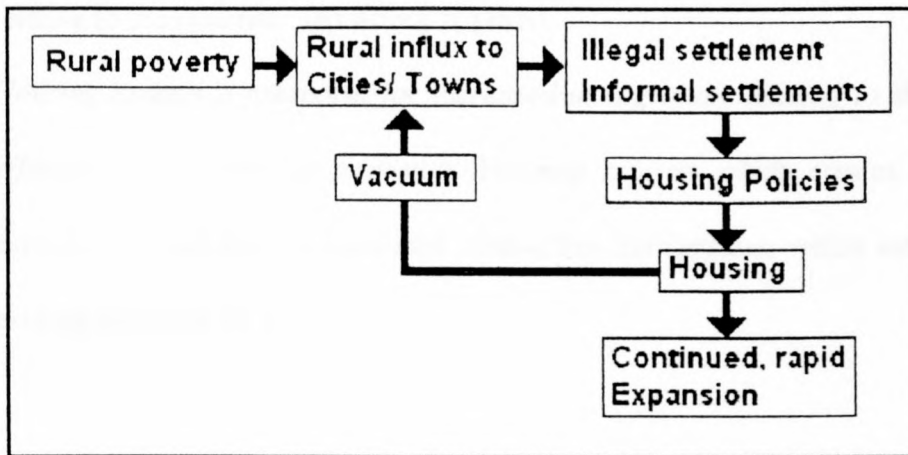 Rural poverty
Rural influx to
Cities/ Towns
Illegal settlement
Informal settlements
Vacuum
Housing Policies
Housing
Continued, rapid
Expansion